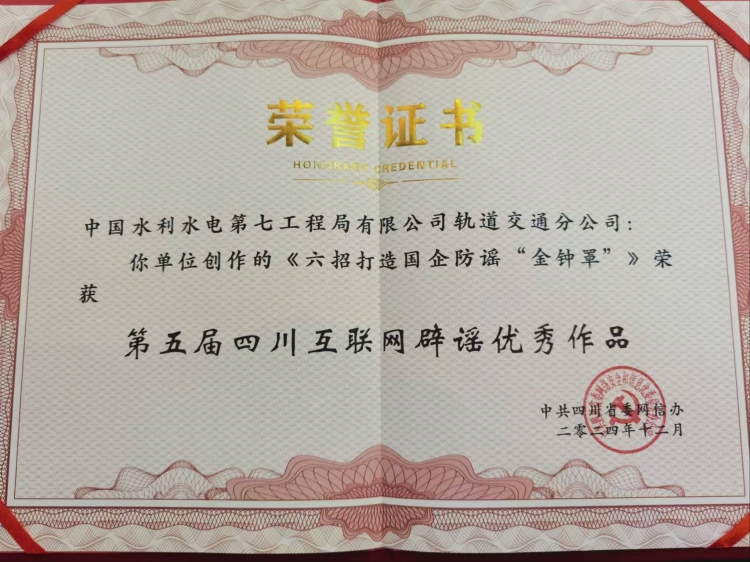 荣誉证书
HONORARY CREDENTIAL
中国水利水电第七工程局有限公司轨道交通分公司：
你单位创作的《六招打造国企防谣“金钟罩”》荣
获
第五届四川互联网辟谣优秀作品
中共四川省委网信办
二零二四年十二月